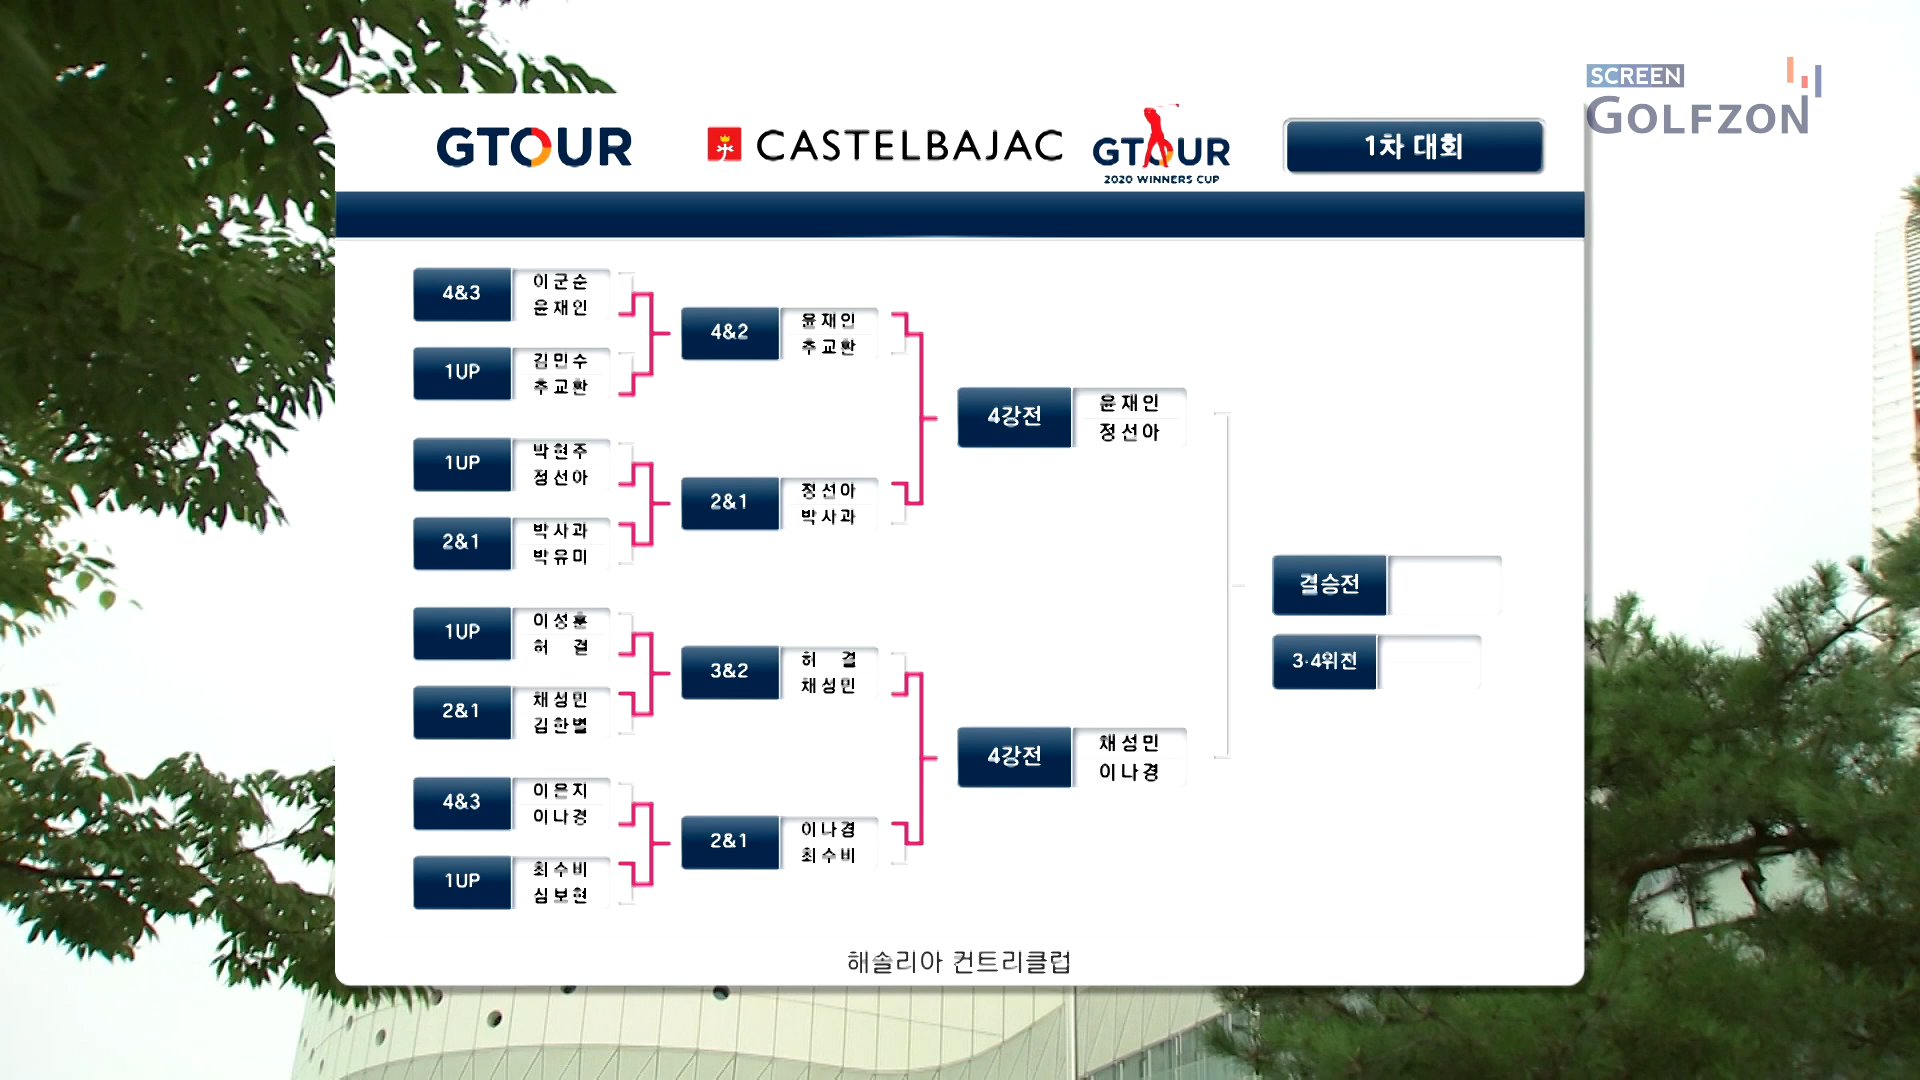 SCREEN
GOLFZON
GTOUR
CASTELBAJAC
GTOUR
2020 WINNERS CUP
1차 대회
4&3
이군순
윤재인
1UP
김민수
추교환
1UP
박현주
정선아
2&1
박사과
박유미
1UP
이성훈
허 결
2&1
채성민
김한별
4&3
이은지
이나경
1UP
최수비
심보현
4&2
윤재인
추교환
2&1
정선아
박사과
3&2
허 결
채성민
2&1
이나경
최수비
4강전
윤재인
정선아
4강전
채성민
이나경
결승전
3·4위전
해솔리아 컨트리클럽